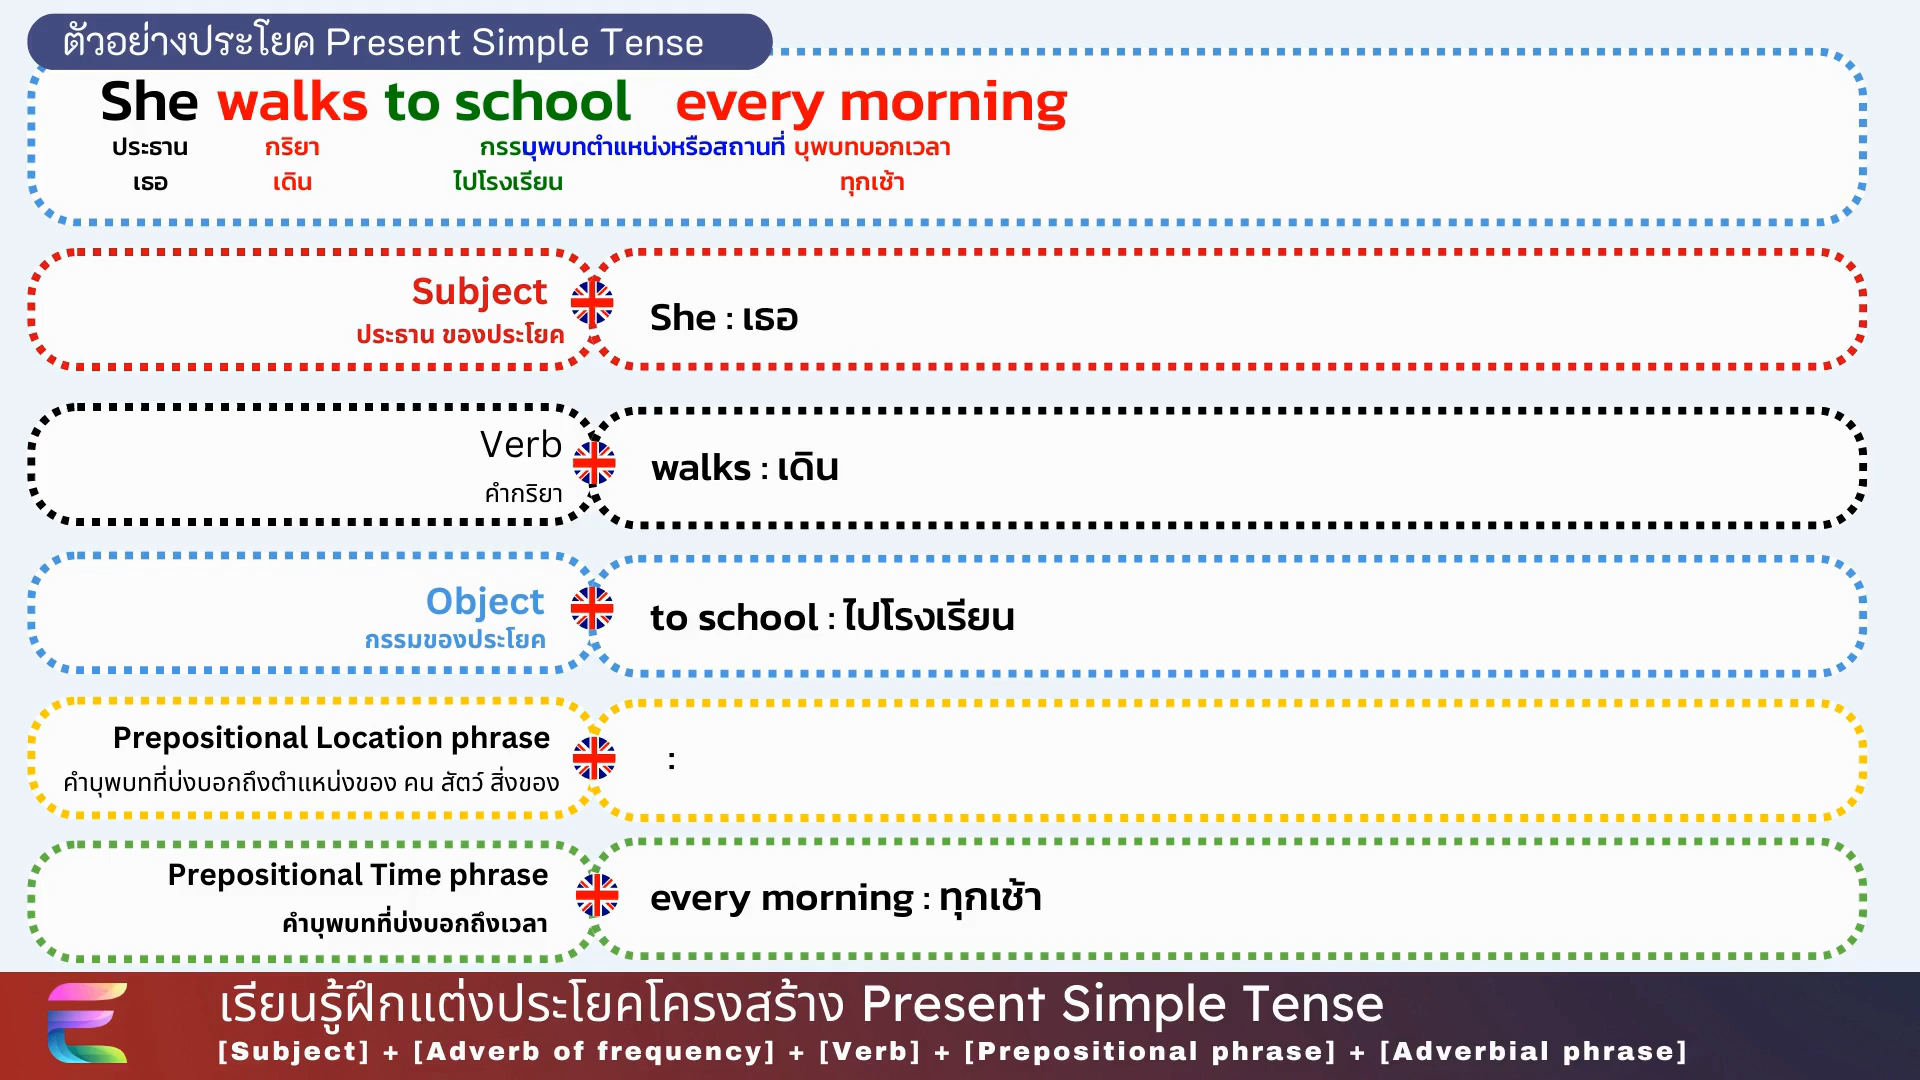 ตัวอย่างประโยค Present Simple Tense
She walks to school every morning
ประธาน กริยา กรรม บุพบทตำแหน่งหรือสถานที่ บุพบทบอกเวลา
เธอ เดิน ไปโรงเรียน ทุกเช้า
Subject
ประธาน ของประโยค
She : เธอ
Verb
คำกริยา
walks : เดิน
Object
กรรมของประโยค
to school : ไปโรงเรียน
Prepositional Location phrase
คำบุพบทที่บ่งบอกถึงตำแหน่งของ คน สัตว์ สิ่งของ
:
Prepositional Time phrase
คำบุพบทที่บ่งบอกถึงเวลา
every morning : ทุกเช้า
เรียนรู้ฝึกแต่งประโยคโครงสร้าง Present Simple Tense
[Subject] + [Adverb of frequency] + [Verb] + [Prepositional phrase] + [Adverbial phrase]